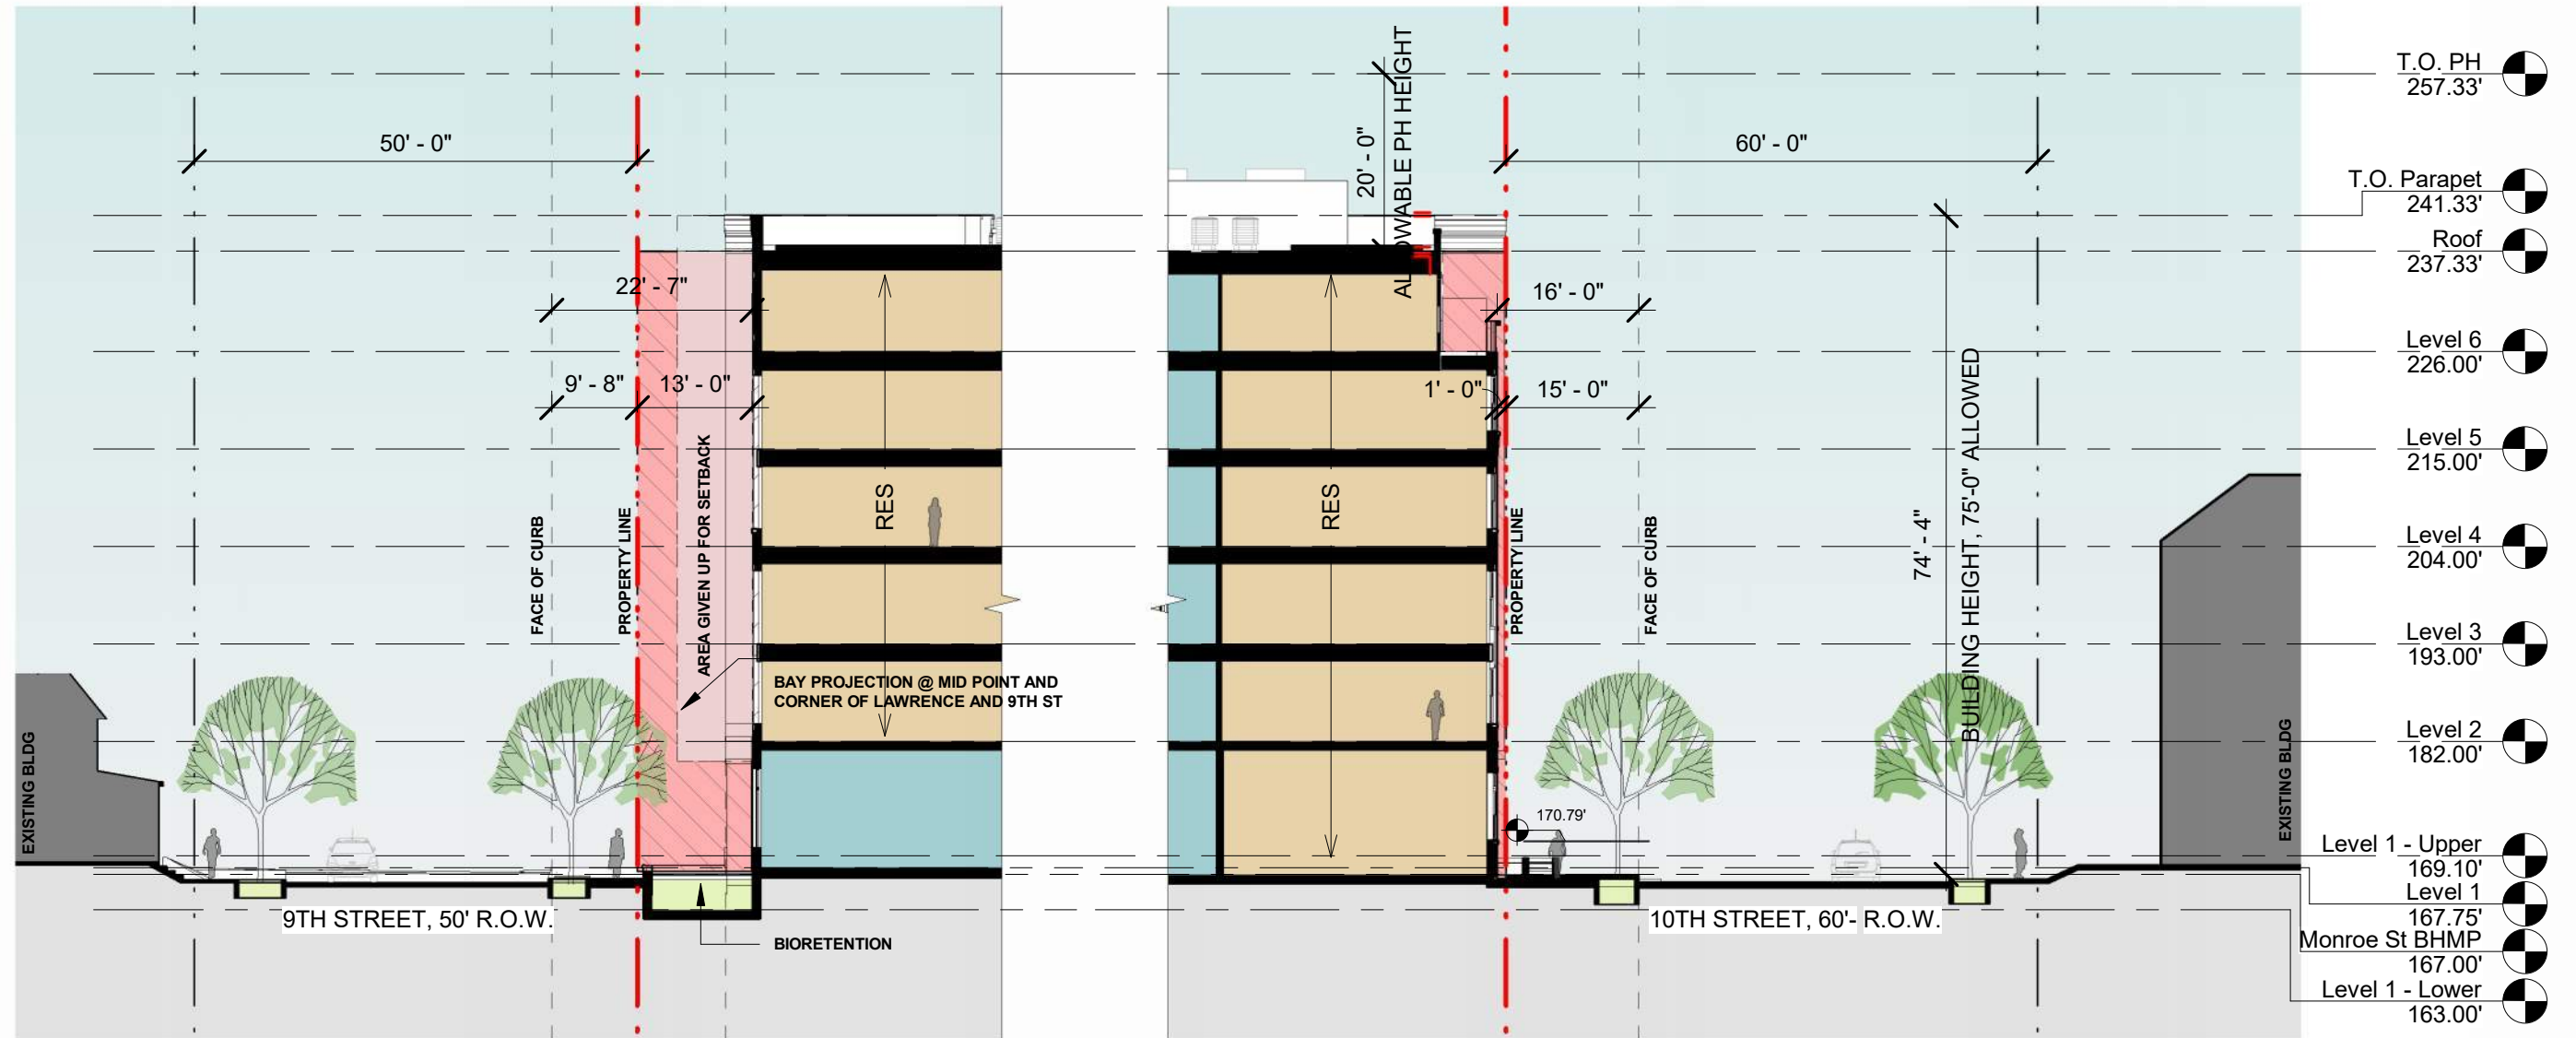 T.O. PH
257.33'
50' - 0"
20' - 0"
ALLOWABLE PH HEIGHT
60' - 0"
T.O. Parapet
241.33'
Roof
237.33'
22' - 7"
16' - 0"
Level 6
226.00'
9' - 8"
13' - 0"
1' - 0"
15' - 0"
Level 5
215.00'
FACE OF CURB
PROPERTY LINE
AREA GIVEN UP FOR SETBACK
RES
RES
PROPERTY LINE
FACE OF CURB
74' - 4"
BUILDING HEIGHT, 75'-0" ALLOWED
Level 4
204.00'
Level 3
193.00'
BAY PROJECTION @ MID POINT AND
CORNER OF LAWRENCE AND 9TH ST
Level 2
182.00'
EXISTING BLDG
EXISTING BLDG
170.79'
Level 1 - Upper
169.10'
Level 1
167.75'
9TH STREET, 50' R.O.W.
10TH STREET, 60'- R.O.W.
BIORETENTION
Monroe St BHMP
167.00'
Level 1 - Lower
163.00'